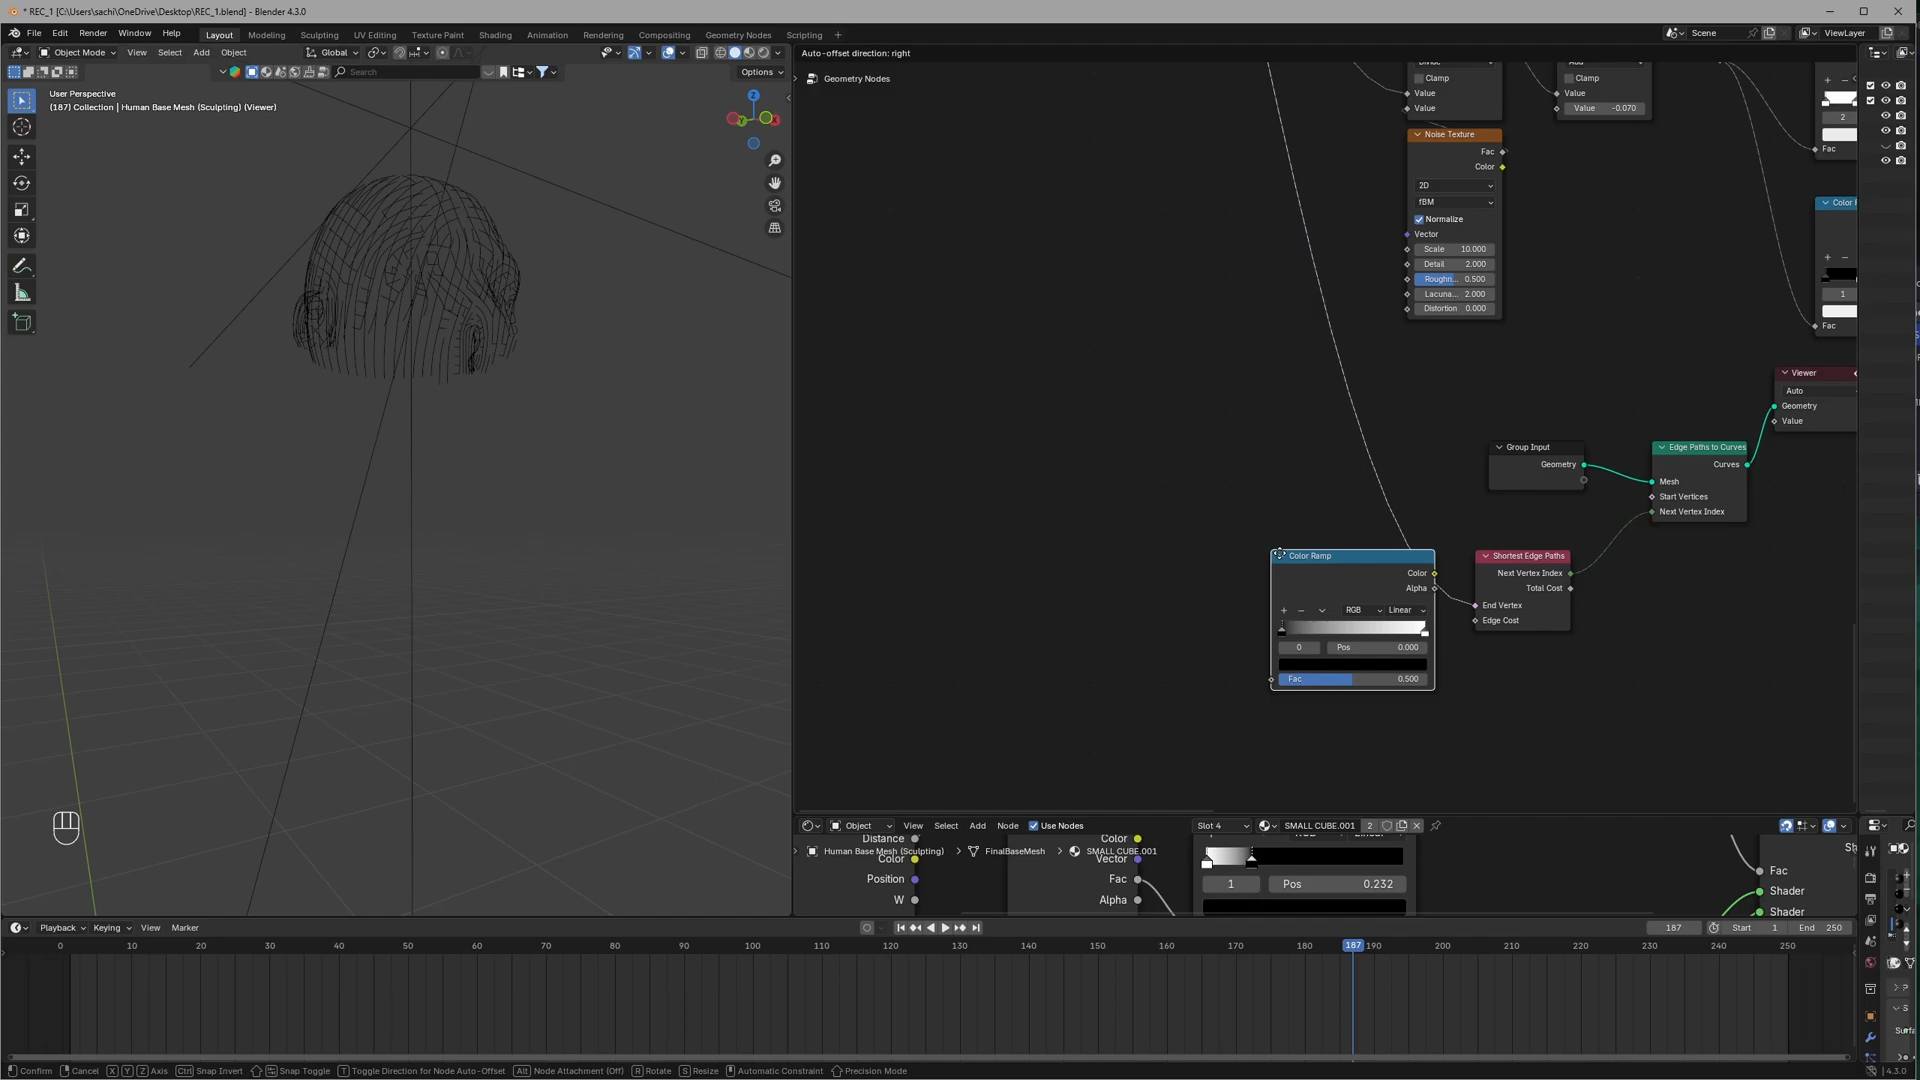 * REC_1 [C:\Users\sachi\OneDrive\Desktop\REC_1.blend] - Blender 4.3.0
File Edit Render Window Help
Layout Modeling Sculpting UV Editing Texture Paint Shading Animation Rendering Compositing Geometry Nodes Scripting +
Scene
ViewLayer
Object Mode View Select Add Object Global
Search
Options
User Perspective
(187) Collection | Human Base Mesh (Sculpting) (Viewer)
Z
Auto-offset direction: right
Geometry Nodes
Clamp
Value
Value
Clamp
Value
Value -0.070
2
Fac
Noise Texture
Fac
Color
2D
fBM
Normalize
Vector
Scale 10.000
Detail 2.000
Roughn... 0.500
Lacuna... 2.000
Distortion 0.000
1
Fac
Viewer
Auto
Geometry
Value
Group Input
Geometry
Edge Paths to Curves
Curves
Mesh
Start Vertices
Next Vertex Index
Color Ramp
Color
Alpha
RGB Linear
0 Pos 0.000
Fac 0.500
Shortest Edge Paths
Next Vertex Index
Total Cost
End Vertex
Edge Cost
Object View Select Add Node Use Nodes
Slot 4
SMALL CUBE.001 2
Human Base Mesh (Sculpting) > FinalBaseMesh > SMALL CUBE.001
Distance
Color
Position
W
Color
Vector
Fac
Alpha
1 Pos 0.232
Fac
Shader
Shader
Playback Keying View Marker
187 Start 1 End 250
0 10 20 30 40 50 60 70 80 90 100 110 120 130 140 150 160 170 180 187 190 200 210 220 230 240 250
Confirm Cancel X Y Z Axis Ctrl Snap Invert Snap Toggle T Toggle Direction for Node Auto-Offset Alt Node Attachment (Off) R Rotate S Resize Automatic Constraint Precision Mode
4.3.0